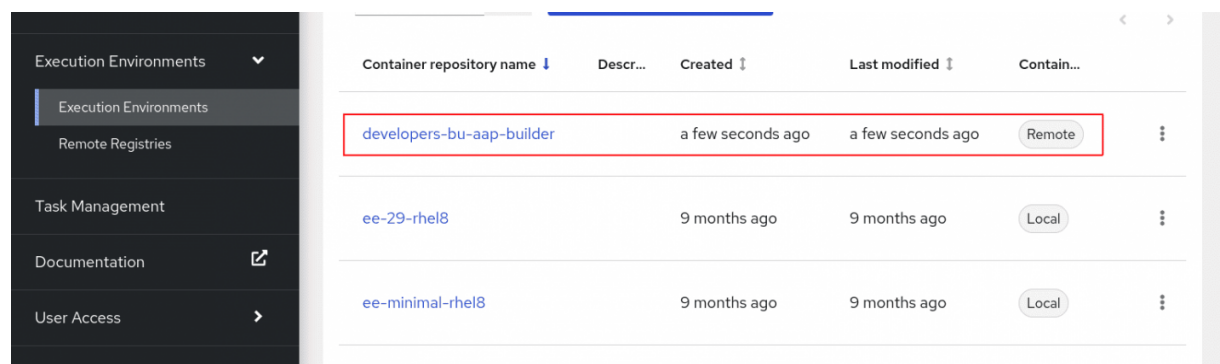 Execution Environments
Execution Environments
Remote Registries
Task Management
Documentation
User Access
Container repository name Descr... Created Last modified Contain...
developers-bu-aap-builder a few seconds ago a few seconds ago Remote
ee-29-rhel8 9 months ago 9 months ago Local
ee-minimal-rhel8 9 months ago 9 months ago Local